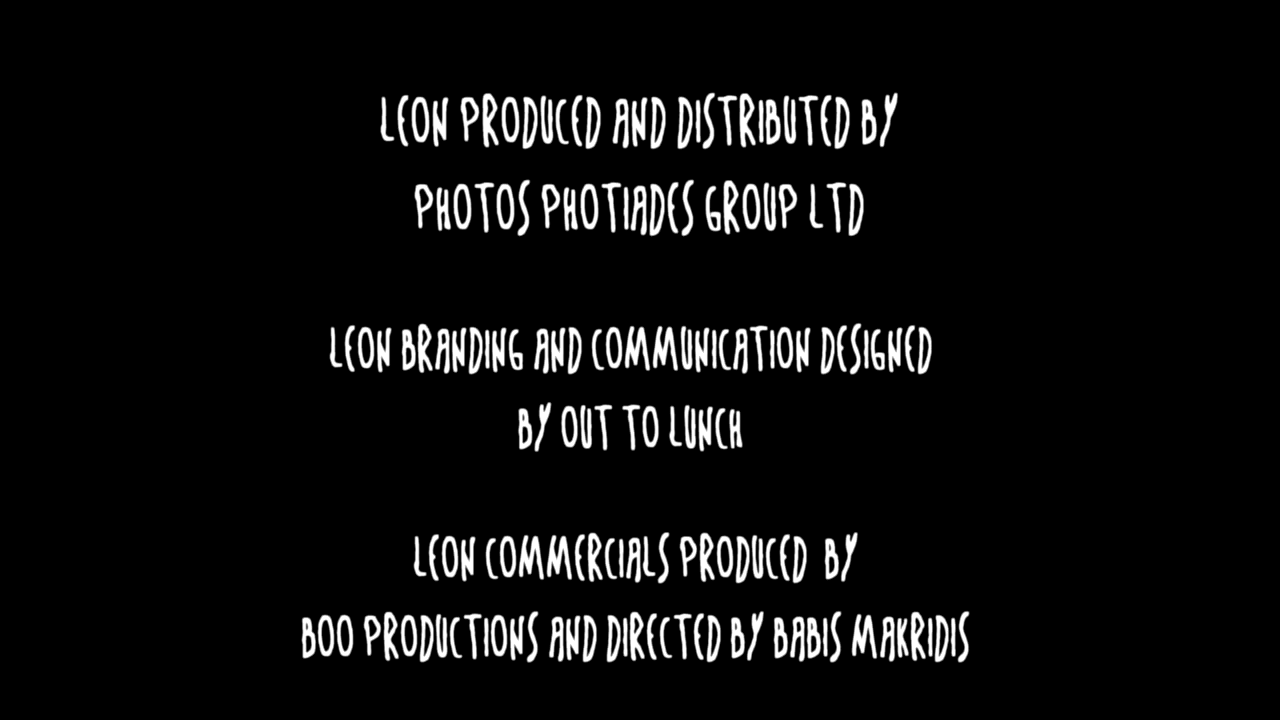 LEON PRODUCED AND DISTRIBUTED BY
PHOTOS PHOTIADES GROUP LTD
LEON BRANDING AND COMMUNICATION DESIGNED
BY OUT TO LUNCH
LEON COMMERCIALS PRODUCED BY
BOO PRODUCTIONS AND DIRECTED BY BABIS MAKRIDIS